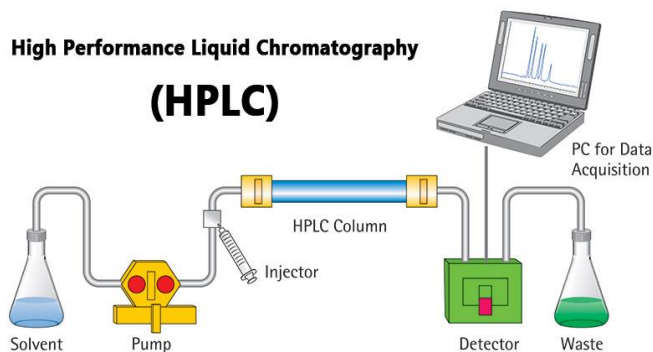 High Performance Liquid Chromatography
(HPLC)
PC for Data
Acquisition
HPLC Column
Injector
Solvent
Pump
Detector
Waste